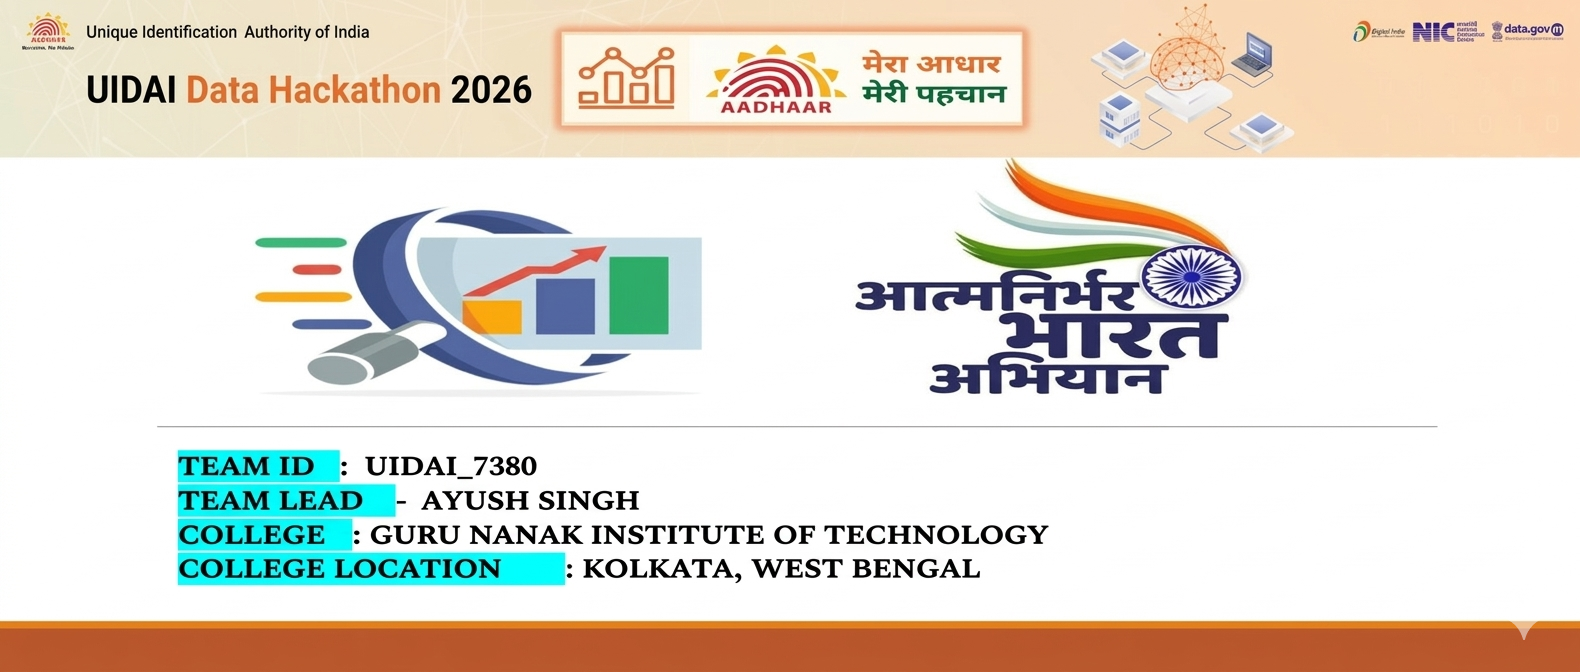 Unique Identification Authority of India
UIDAI Data Hackathon 2026
AADHAAR
मेरा आधार
मेरी पहचान
Digital India
NIC
data.gov
आत्मनिर्भर
भारत
अभियान
TEAM ID : UIDAI_7380
TEAM LEAD - AYUSH SINGH
COLLEGE : GURU NANAK INSTITUTE OF TECHNOLOGY
COLLEGE LOCATION : KOLKATA, WEST BENGAL